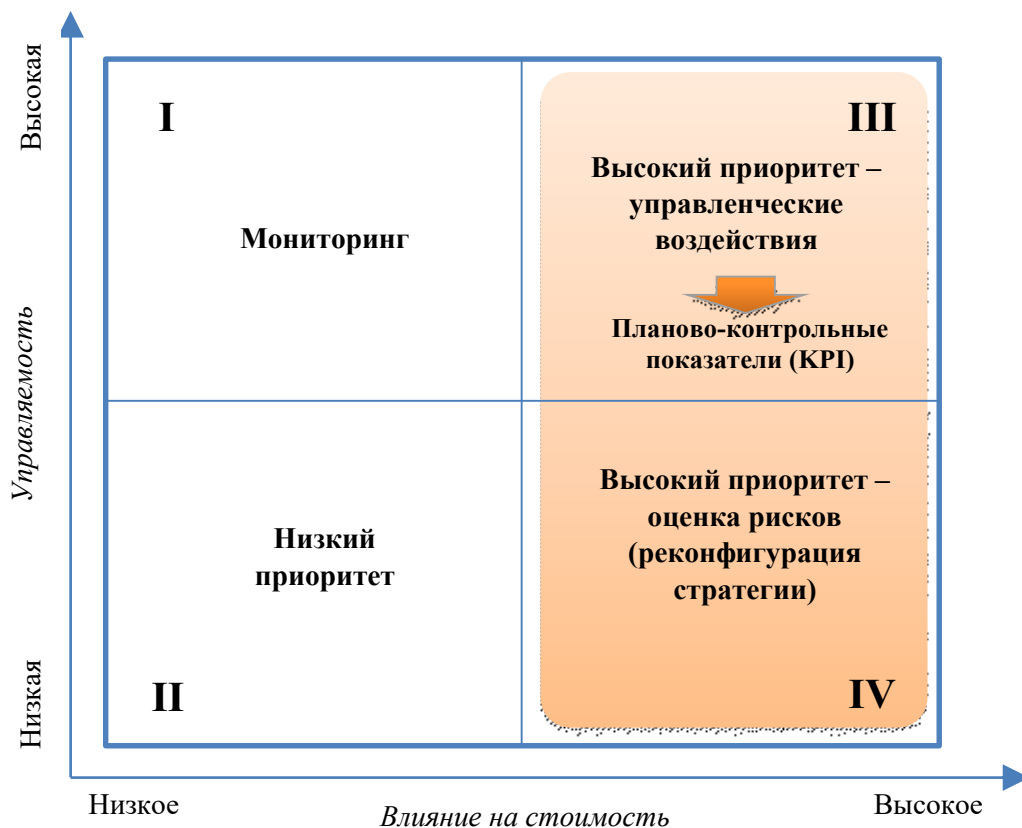 Высокая
Управляемость
Низкая
I
Мониторинг
III
Высокий приоритет –
управленческие
воздействия
Планово-контрольные
показатели (KPI)
Низкий
приоритет
II
Высокий приоритет –
оценка рисков
(реконфигурация
стратегии)
IV
Низкое
Влияние на стоимость
Высокое